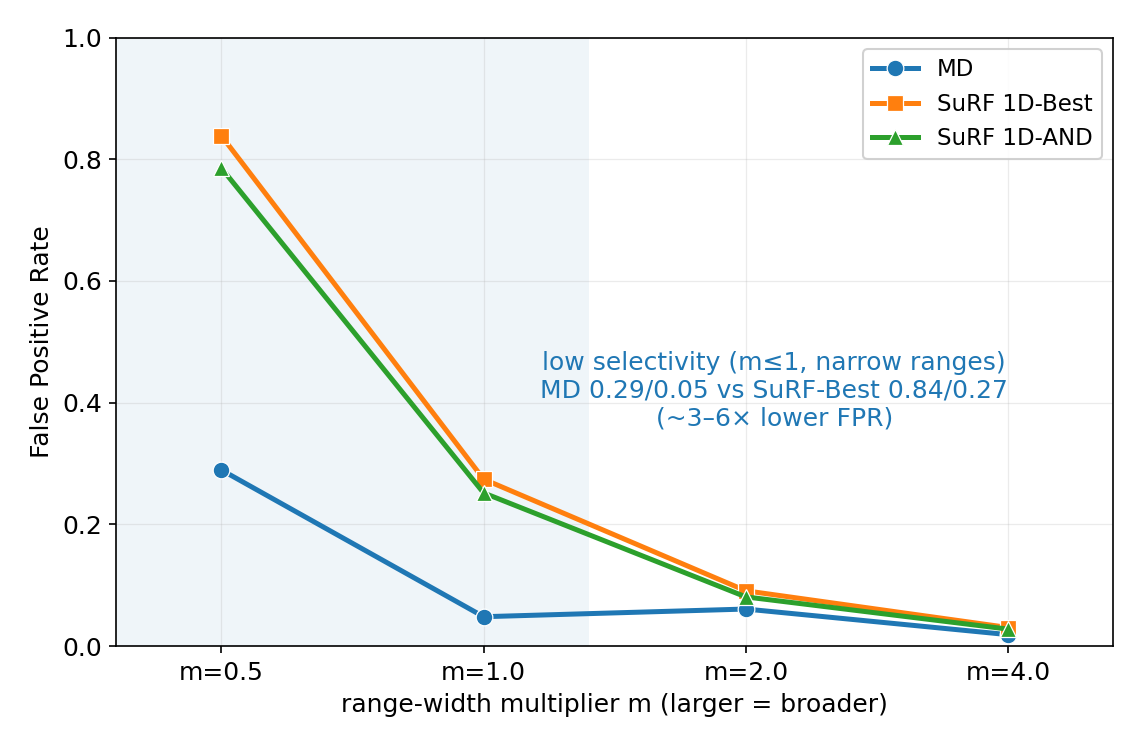 1.0
0.8
0.6
0.4
0.2
0.0
False Positive Rate
MD
SuRF 1D-Best
SuRF 1D-AND
low selectivity (m≤1, narrow ranges)
MD 0.29/0.05 vs SuRF-Best 0.84/0.27
(~3–6× lower FPR)
m=0.5
m=1.0
m=2.0
m=4.0
range-width multiplier m (larger = broader)